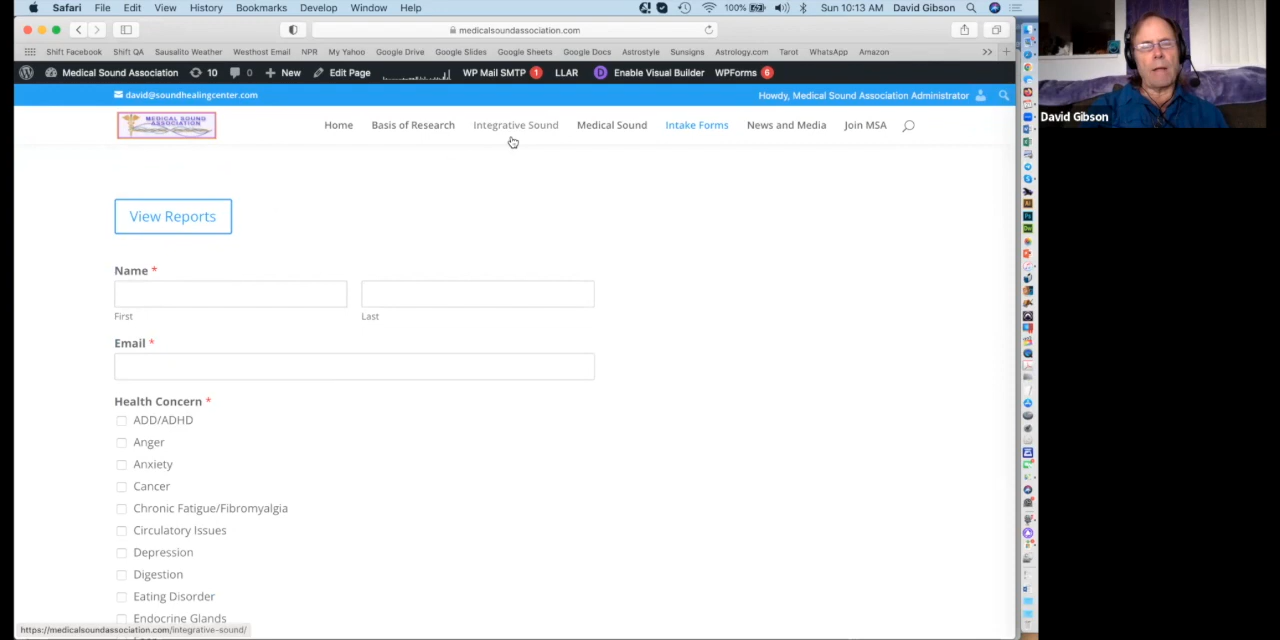 Safari File Edit View History Bookmarks Develop Window Help 100% Sun 10:13 AM David Gibson
medicalsoundassociation.com
Shift Facebook Shift QA Sausalito Weather Westhost Email NPR My Yahoo Google Drive Google Slides Google Sheets Google Docs Astrostyle Sunsigns Astrology.com Tarot WhatsApp Amazon
Medical Sound Association 10 0 New Edit Page WP Mail SMTP 1 LLAR D Enable Visual Builder WPForms 6
david@soundhealingcenter.com Howdy, Medical Sound Association Administrator
MEDICAL SOUND
ASSOCIATION
Home Basis of Research Integrative Sound Medical Sound Intake Forms News and Media Join MSA
View Reports
Name *
First Last
Email *
Health Concern *
ADD/ADHD
Anger
Anxiety
Cancer
Chronic Fatigue/Fibromyalgia
Circulatory Issues
Depression
Digestion
Eating Disorder
Endocrine Glands
https://medicalsoundassociation.com/integrative-sound/
David Gibson